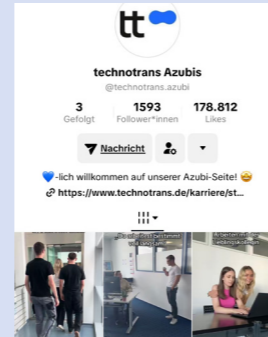 tt
technotrans Azubis
@technotrans.azubi
3 1593 178.812
Gefolgt Follower*innen Likes
Nachricht
-lich willkommen auf unserer Azubi-Seite!
https://www.technotrans.de/karriere/st...